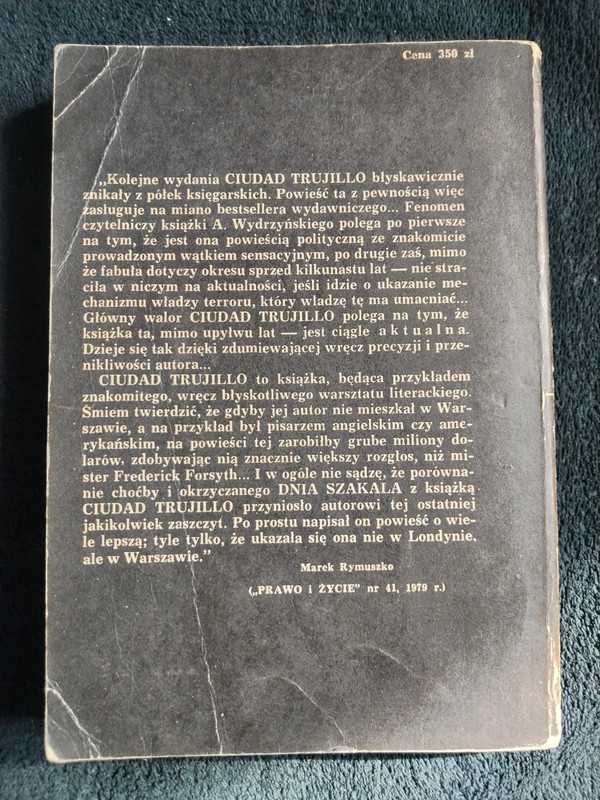 Cena 350 zł
„Kolejne wydania CIUDAD TRUJILLO błyskawicznie
znikały z półek księgarskich. Powieść ta z pewnością więc
zasługuje na miano bestsellera wydawniczego... Fenomen
czytelniczy książki A. Wydrzyńskiego polega po pierwsze
na tym, że jest ona powieścią polityczną ze znakomicie
prowadzonym wątkiem sensacyjnym, po drugie zaś, mimo
że fabuła dotyczy okresu sprzed kilkunastu lat — nie stra-
ciła w niczym na aktualności, jeśli idzie o ukazanie me-
chanizmu władzy terroru, który władzę tę ma umacniać...
Główny walor CIUDAD TRUJILLO polega na tym, że
książka ta, mimo upływu lat — jest ciągle a k t u a l n a.
Dzieje się tak dzięki zdumiewającej wręcz precyzji i prze-
nikliwości autora...
CIUDAD TRUJILLO to książka, będąca przykładem
znakomitego, wręcz błyskotliwego warsztatu literackiego.
Śmiem twierdzić, że gdyby jej autor nie mieszkał w War-
szawie, a na przykład był pisarzem angielskim czy ame-
rykańskim, na powieści tej zarobiłby grube miliony do-
larów, zdobywając nią znacznie większy rozgłos, niż mi-
ster Frederick Forsyth... I w ogóle nie sądzę, że porówna-
nie choćby i okrzyczanego DNIA SZAKALA z książką
CIUDAD TRUJILLO przyniosło autorowi tej ostatniej
jakikolwiek zaszczyt. Po prostu napisał on powieść o wie-
le lepszą; tyle tylko, że ukazała się ona nie w Londynie,
ale w Warszawie."
Marek Rymuszko
(„PRAWO i ŻYCIE" nr 41, 1979 r.)